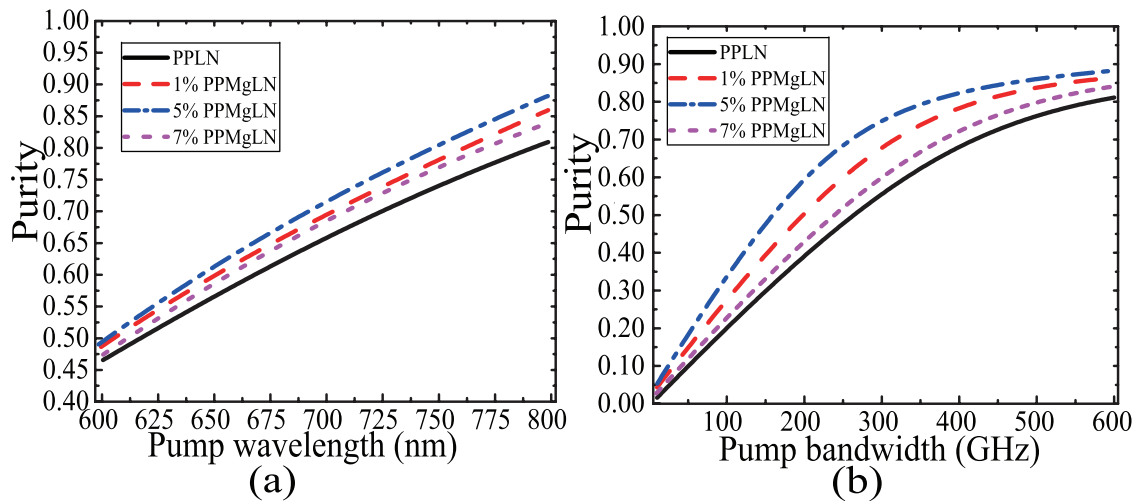 1.00
0.95
0.90
0.85
0.80
0.75
0.70
0.65
0.60
0.55
0.50
0.45
0.40
Purity
PPLN
1% PPMgLN
5% PPMgLN
7% PPMgLN
600 625 650 675 700 725 750 775 800
Pump wavelength (nm)
(a)
1.00
0.90
0.80
0.70
0.60
0.50
0.40
0.30
0.20
0.10
0.00
Purity
PPLN
1% PPMgLN
5% PPMgLN
7% PPMgLN
100 200 300 400 500 600
Pump bandwidth (GHz)
(b)